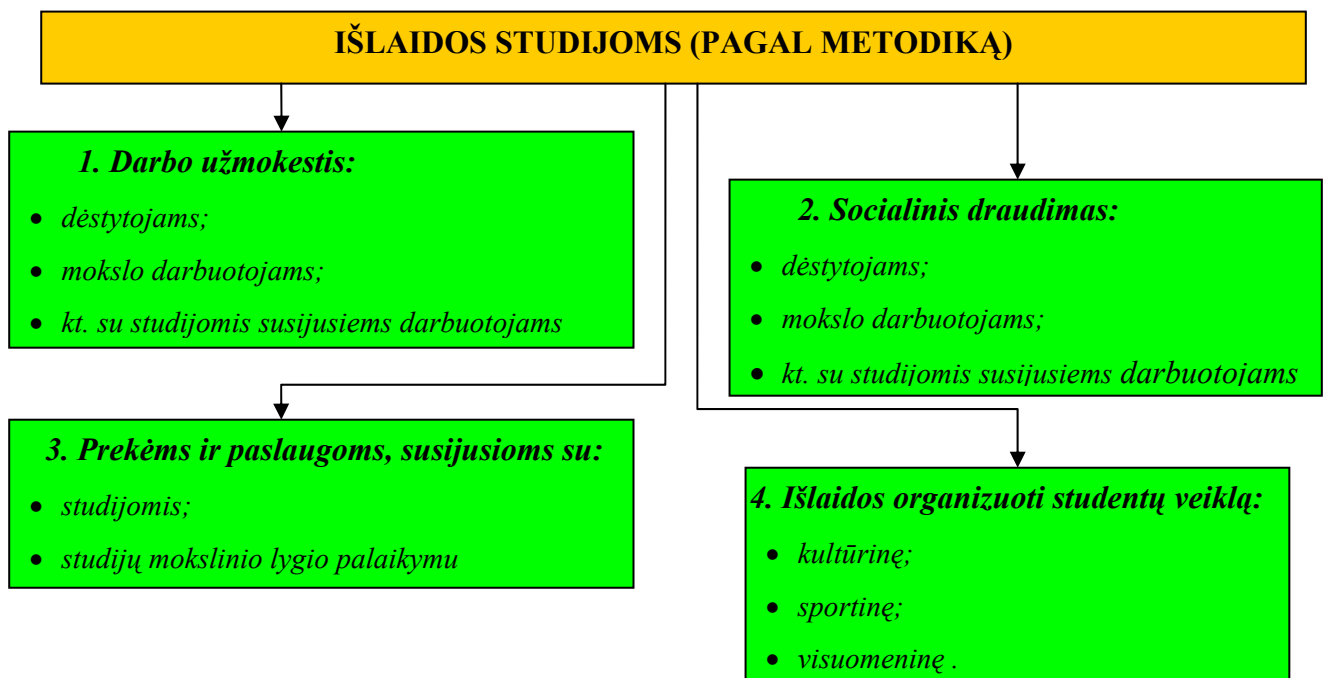 IŠLAIDOS STUDIJOMS (PAGAL METODIKĄ)
1. Darbo užmokestis:
• dėstytojams;
• mokslo darbuotojams;
• kt. su studijomis susijusiems darbuotojams
2. Socialinis draudimas:
• dėstytojams;
• mokslo darbuotojams;
• kt. su studijomis susijusiems darbuotojams
3. Prekėms ir paslaugoms, susijusioms su:
• studijomis;
• studijų mokslinio lygio palaikymu
4. Išlaidos organizuoti studentų veiklą:
• kultūrinę;
• sportinę;
• visuomeninę .